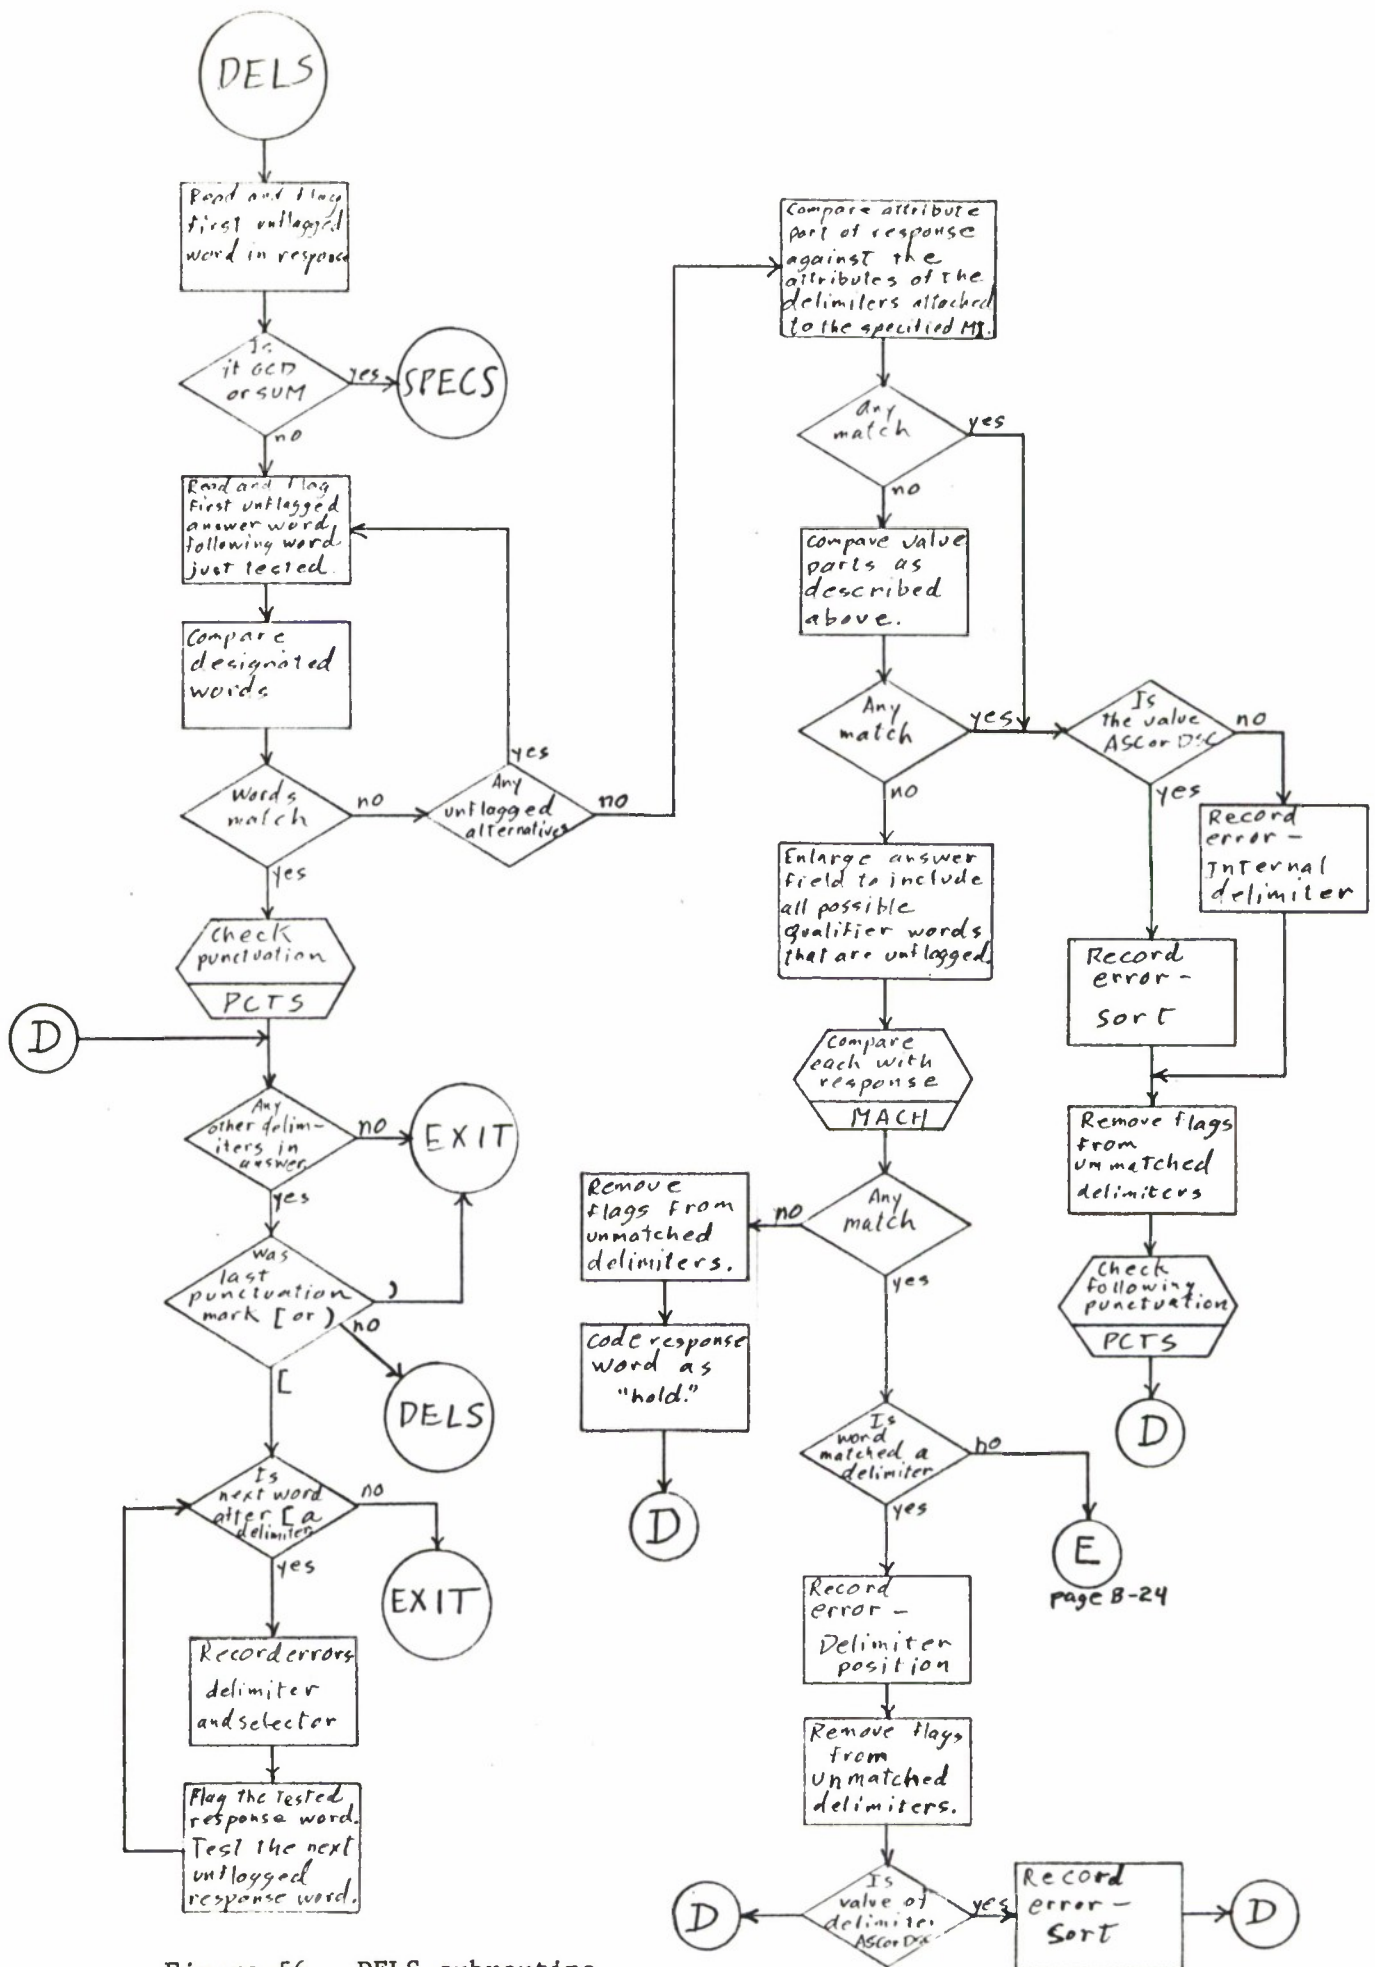 DELS
Read and flag
first unflagged
word in response
Is
it GCD
or SUM
yes
SPECS
no
Read and flag
first unflagged
answer word
following word
just tested.
Compare
designated
words
Words
match
no
yes
Any
unflagged
alternatives
yes
no
Check
punctuation
PCTS
D
Any
other delim-
iters in
answer
no
EXIT
yes
was
last
punctuation
mark [ or )
)
no
DELS
[
Is
next word
after [ a
delimiter
no
EXIT
yes
Record errors
delimiter
and selector
Flag the tested
response word.
Test the next
unflagged
response word.
Compare attribute
part of response
against the
attributes of the
delimiters attached
to the specified MI.
Any
match
yes
no
Compare value
parts as
described
above.
Any
match
yes
no
Is
the value
ASC or DSC
no
yes
Record
error -
Internal
delimiter
Record
error -
Sort
Remove flags
from
unmatched
delimiters
Check
following
punctuation
PCTS
D
Enlarge answer
field to include
all possible
Qualifier words
that are unflagged.
Compare
each with
response
MACH
Any
match
no
yes
Remove
flags from
unmatched
delimiters.
Code response
word as
"hold."
D
Is
word
matched a
delimiter
no
E
page B-24
yes
Record
error -
Delimiter
position
Remove flags
from
unmatched
delimiters.
Is
value of
delimiter
ASC or DSC
D
yes
Record
error -
Sort
D
Figure 56. DELS subroutine